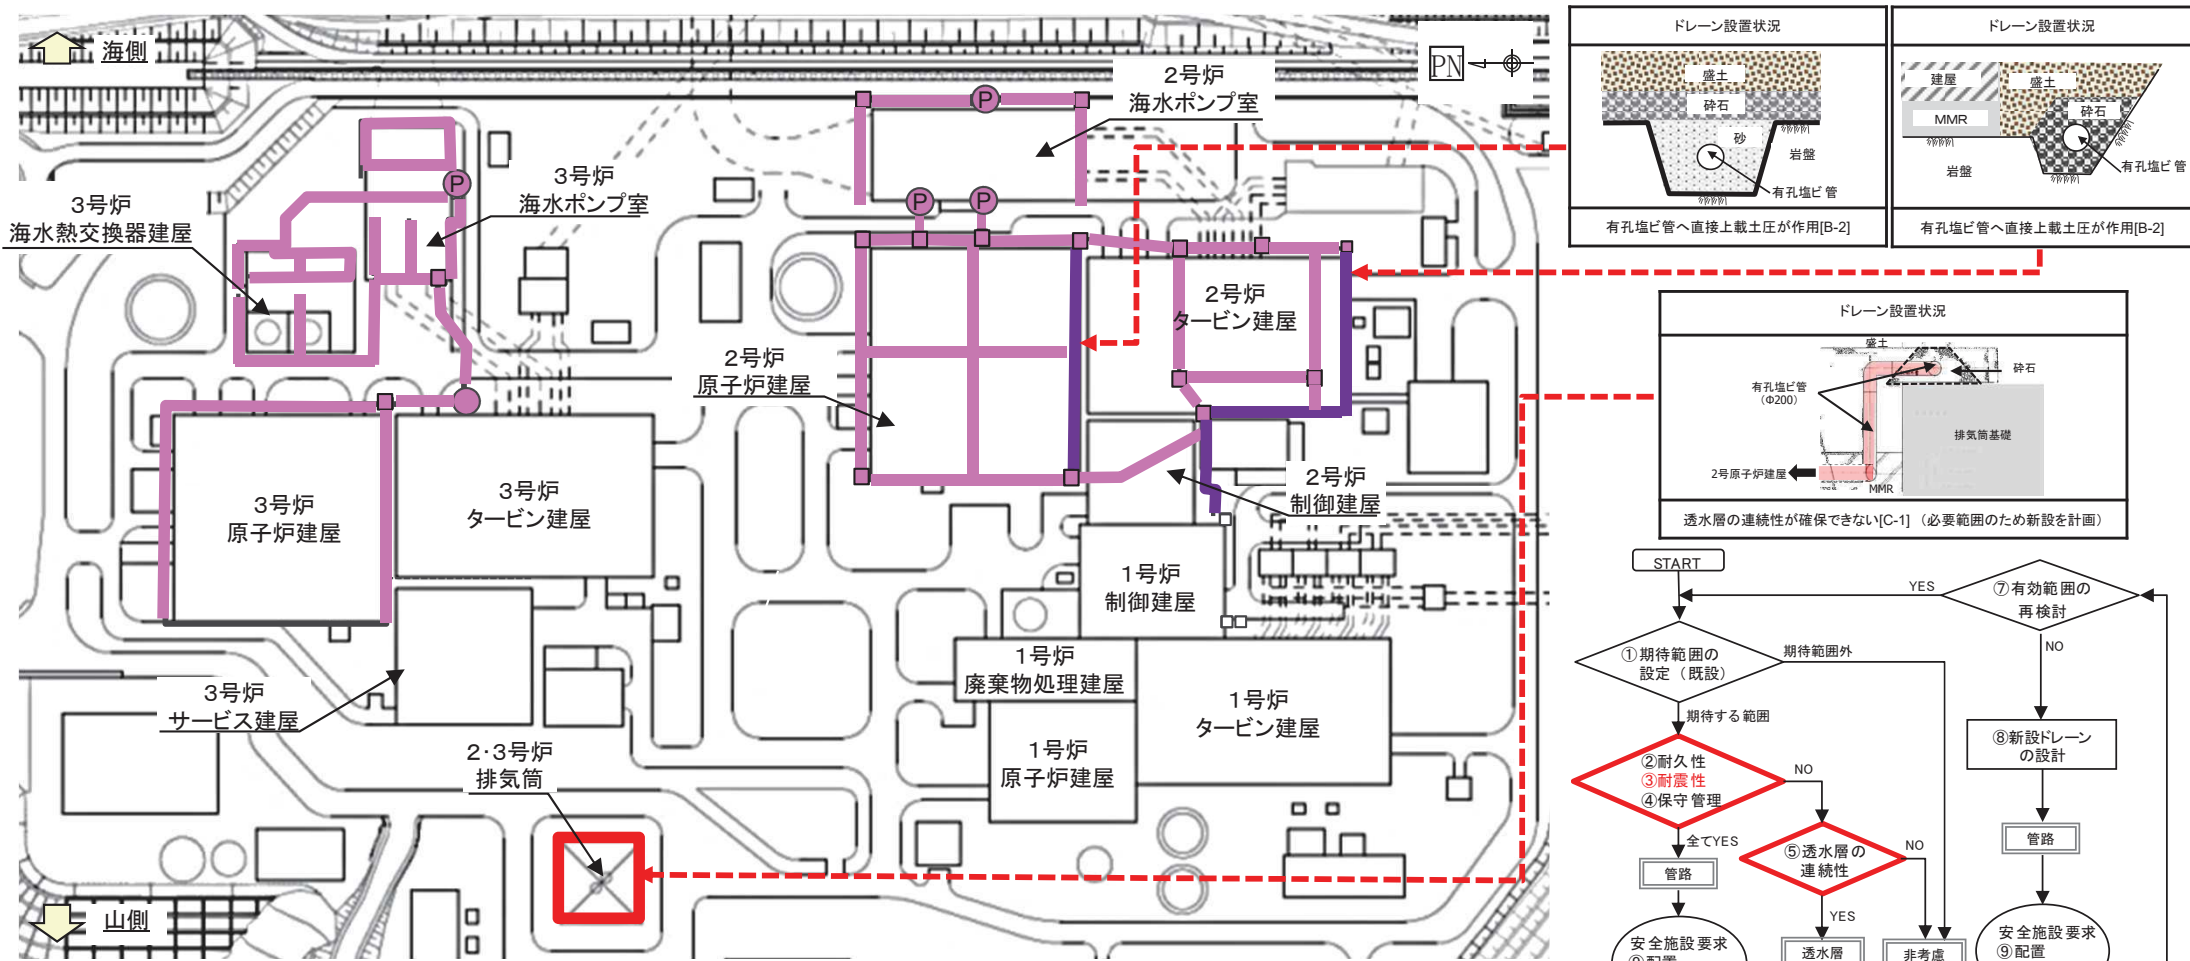 海側
PN
2号炉
海水ポンプ室
P
P
P
P
3号炉
海水ポンプ室
3号炉
海水熱交換器建屋
2号炉
タービン建屋
2号炉
原子炉建屋
2号炉
制御建屋
3号炉
原子炉建屋
3号炉
タービン建屋
1号炉
制御建屋
1号炉
廃棄物処理建屋
1号炉
タービン建屋
1号炉
原子炉建屋
3号炉
サービス建屋
2・3号炉
排気筒
山側
ドレーン設置状況
盛土
砕石
砂
岩盤
有孔塩ビ管
有孔塩ビ管へ直接上載土圧が作用[B-2]
ドレーン設置状況
建屋
盛土
砕石
MMR
岩盤
有孔塩ビ管
有孔塩ビ管へ直接上載土圧が作用[B-2]
ドレーン設置状況
盛土
砕石
有孔塩ビ管
(Φ200)
排気筒基礎
2号原子炉建屋
MMR
透水層の連続性が確保できない[C-1] (必要範囲のため新設を計画)
START
YES
⑦有効範囲の
再検討
NO
①期待範囲の
設定(既設)
期待範囲外
期待する範囲
②耐久性
③耐震性
④保守管理
NO
全てYES
⑤透水層の
連続性
NO
YES
管路
⑧新設ドレーン
の設計
管路
安全施設要求
⑨配置
透水層
非考慮
安全施設要求
⑨配置